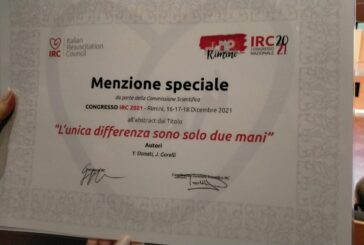 IRC
Italian
Resuscitation
Council
Rimini
IRC 2021
CONGRESSO
NAZIONALE
Menzione speciale
da parte della Commissione Scientifica
CONGRESSO IRC 2021 - Rimini, 16-17-18 Dicembre 2021
all'abstract dal Titolo
"L'unica differenza sono solo due mani"
Autori
Y. Donati, J. Gorelli